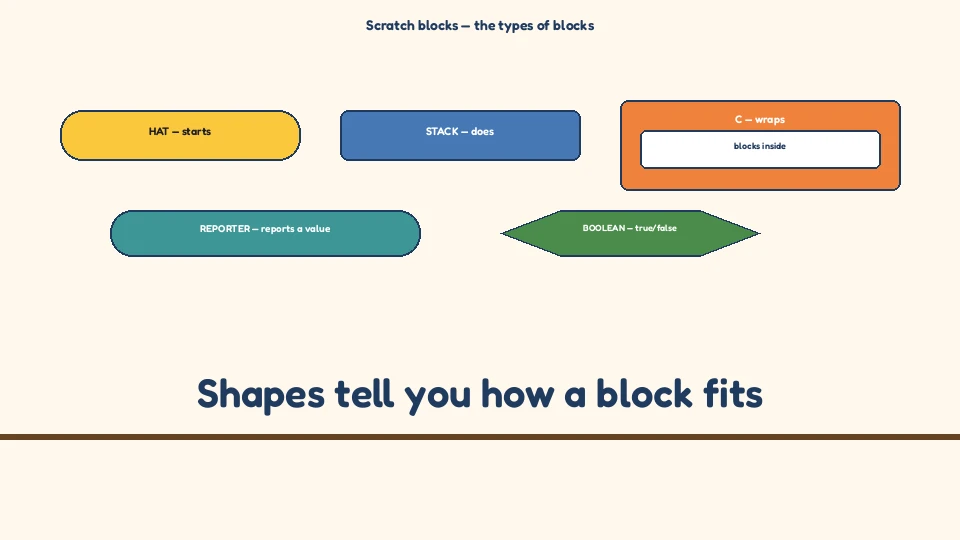 Scratch blocks — the types of blocks
HAT — starts
STACK — does
C — wraps
blocks inside
REPORTER — reports a value
BOOLEAN — true/false
Shapes tell you how a block fits